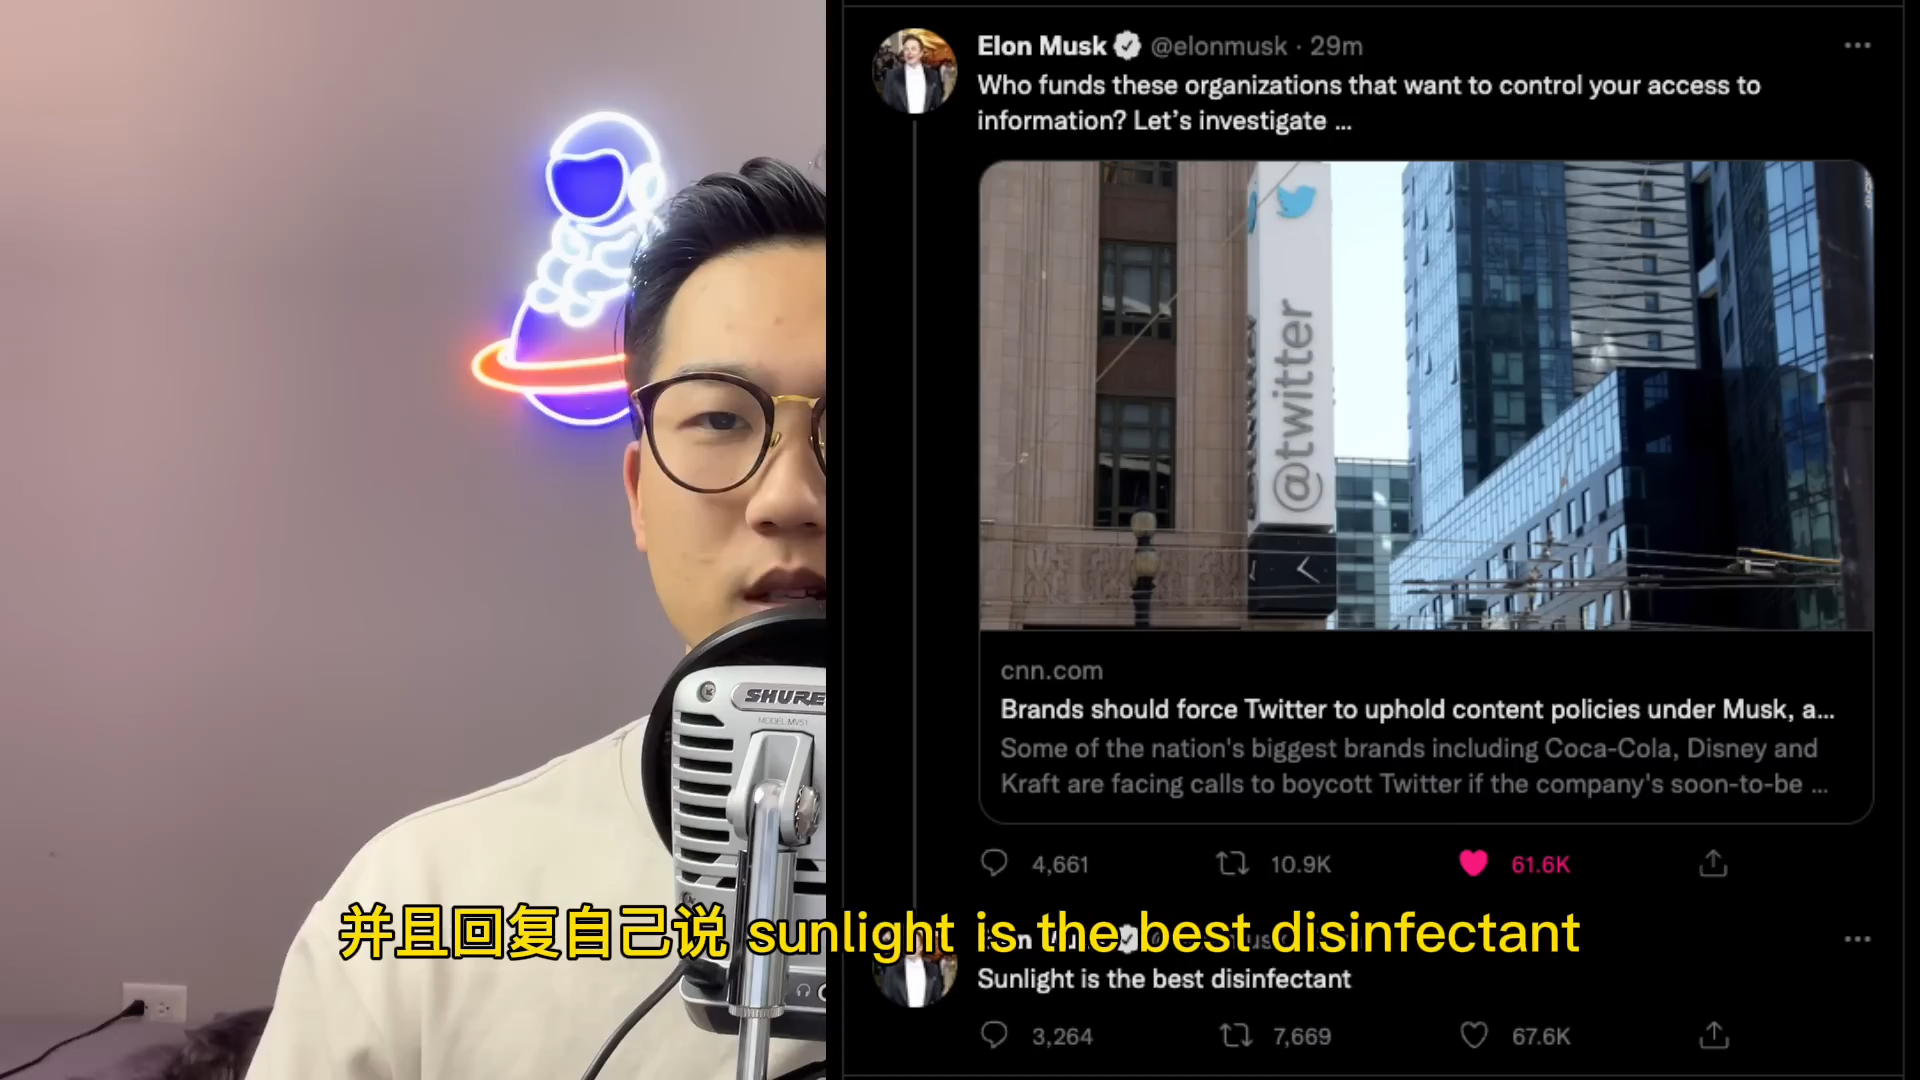 Elon Musk @elonmusk · 29m
Who funds these organizations that want to control your access to
information? Let's investigate ...
@twitter
cnn.com
Brands should force Twitter to uphold content policies under Musk, a...
Some of the nation's biggest brands including Coca-Cola, Disney and
Kraft are facing calls to boycott Twitter if the company's soon-to-be ...
4,661 10.9K 61.6K
SHURE
MODEL MV51
并且回复自己说 sunlight is the best disinfectant
Sunlight is the best disinfectant
3,264 7,669 67.6K